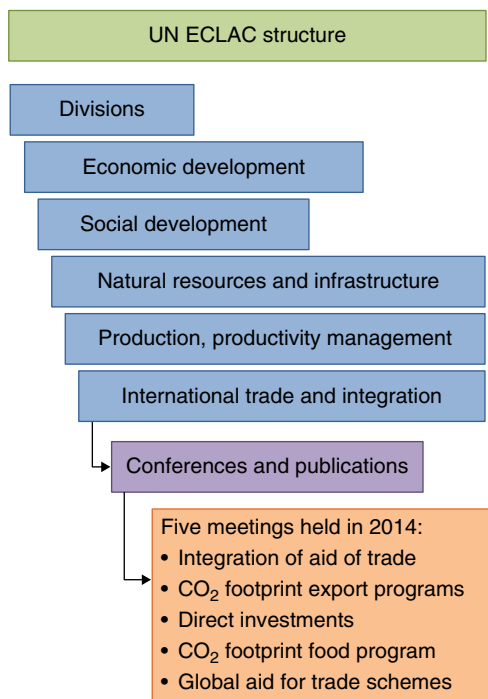 UN ECLAC structure
Divisions
Economic development
Social development
Natural resources and infrastructure
Production, productivity management
International trade and integration
Conferences and publications
Five meetings held in 2014:
• Integration of aid of trade
• CO₂ footprint export programs
• Direct investments
• CO₂ footprint food program
• Global aid for trade schemes